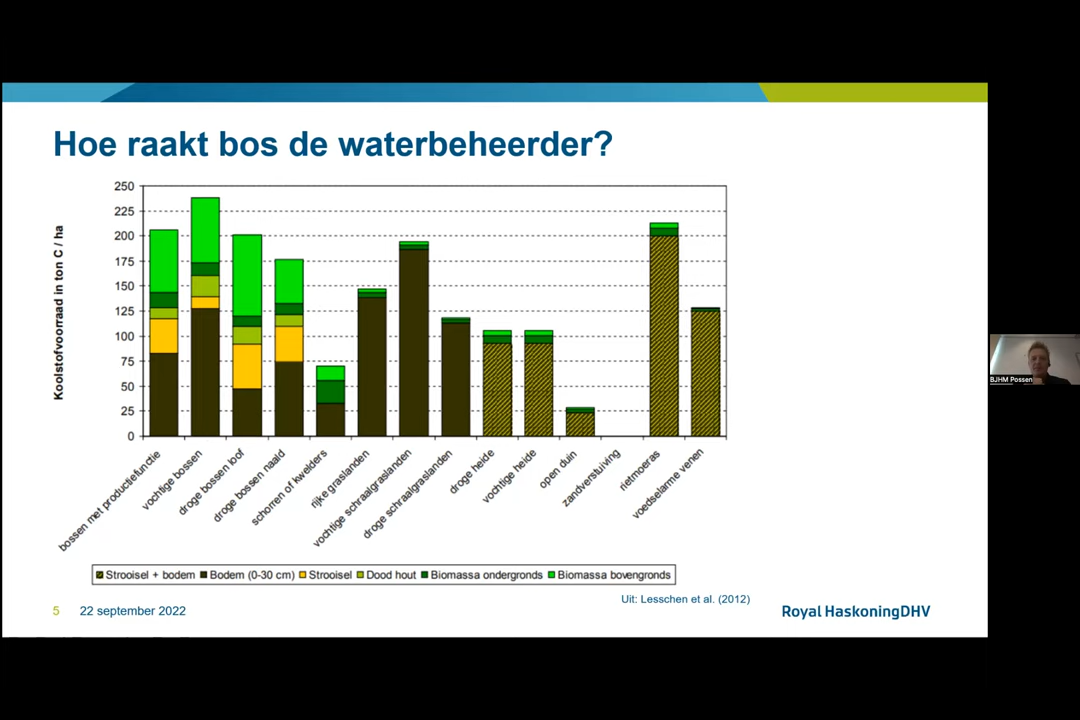 Hoe raakt bos de waterbeheerder?
Koolstofvoorraad in ton C / ha
250
225
200
175
150
125
100
75
50
25
0
bossen met productiefunctie
vochtige bossen
droge bossen loof
droge bossen naald
schorren of kwelders
rijke graslanden
vochtige schraalgraslanden
droge schraalgraslanden
droge heide
vochtige heide
open duin
zandverstuiving
rietmoeras
voedselarme venen
Strooisel + bodem Bodem (0-30 cm) Strooisel Dood hout Biomassa ondergronds Biomassa bovengronds
Uit: Lesschen et al. (2012)
5 22 september 2022
Royal HaskoningDHV
BJHM Possen